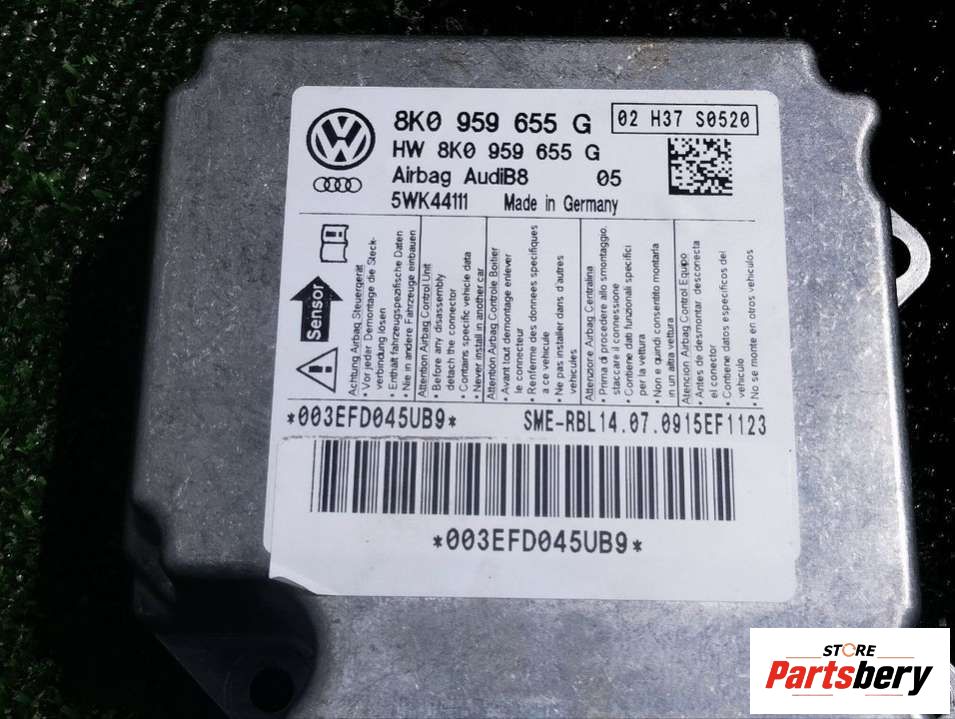 8K0 959 655 G
02 H37 S0520
HW 8K0 959 655 G
Airbag AudiB8 05
5WK44111 Made in Germany
Sensor
Achtung Airbag Steuergerät
• Vor jeder Demontage die Steck-
verbindung lösen
• Enthält fahrzeugspezifische Daten
• Nie in andere Fahrzeuge einbauen
Attention Airbag Control Unit
• Before any disassembly
detach the connector
• Contains specific vehicle data
• Never install in another car
Attention Airbag Controle Boitier
• Avant tout demontage enlever
le connecteur
• Renferme des donnees specifiques
a ce vehicule
• Ne pas installer dans d'autres
vehicules
Attenzione Airbag Centralina
• Prima procedere allo smontaggio.
staccare il connessione
• Contiene dati funzionali specifici
per la vettura
• Non e quindi consentito montarla
in un alta vettura
Atencion Airbag Control Equipo
• Antes de desmontar desconecta
el conector
• Contiene datos especificos del
vehiculo
• No se monte en otros vehiculos
*003EFD045UB9*
SME-RBL14.07.0915EF1123
*003EFD045UB9*
STORE
Partsbery